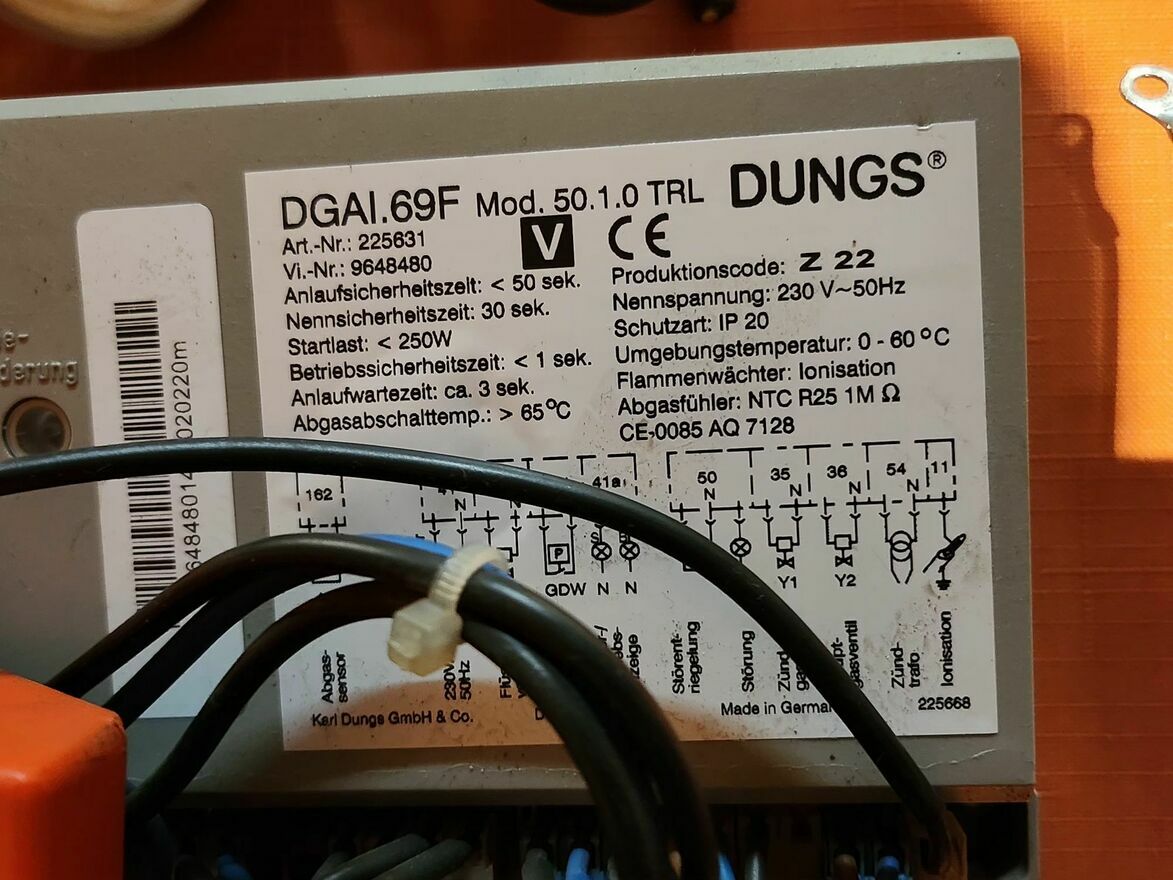 DGAI.69F Mod. 50.1.0 TRL DUNGS®
Art.-Nr.: 225631
Vi.-Nr.: 9648480
V CE
Anlaufsicherheitszeit: < 50 sek.
Nennsicherheitszeit: 30 sek.
Startlast: < 250W
Betriebssicherheitszeit: < 1 sek.
Anlaufwartezeit: ca. 3 sek.
Abgasabschalttemp.: > 65°C
Produktionscode: Z 22
Nennspannung: 230 V~50Hz
Schutzart: IP 20
Umgebungstemperatur: 0 - 60°C
Flammenwächter: Ionisation
Abgasfühler: NTC R25 1M Ω
CE-0085 AQ 7128
162 41a 50 35 36 54 11
N N N N N
P
GDW N N Y1 Y2
Abgas-
sensor
230V
50Hz
Störent-
riegelung
Störung
Zünd-
gasventil
Zünd-
trafo
Ionisation
Karl Dungs GmbH & Co.
Made in
225668